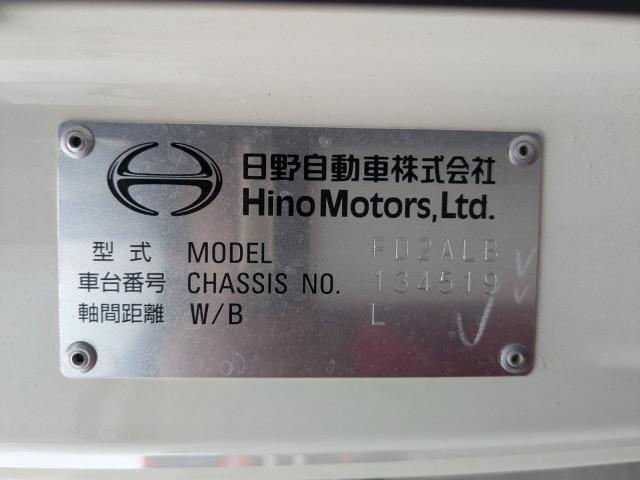 日野自動車株式会社
Hino Motors, Ltd.
型式 MODEL FD2ALB
車台番号 CHASSIS NO. 134519
軸間距離 W/B L